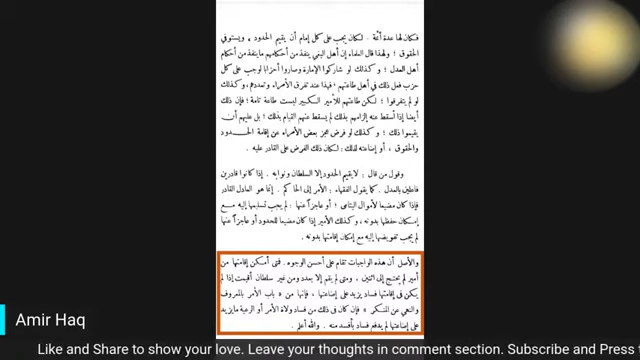 فكان لها عدة أئمة . لكان يجب على كل إمام أن يقيم الحدود ، ويستوفي
الحقوق ؛ ولهذا قال العلماء إن أهل البغي ينفذ من أحكامهم ما ينفذ من أحكام
أهل العدل ؛ وكذلك لو شاركوا الإمارة وصاروا أحزابا لوجب على كل
حزب فعل ذلك في أهل طاعتهم ، فهذا عند تفرق الأمراء وتعددهم ، وكذلك
لو لم يتفرقوا ؛ لكن طاعتهم للأمير الكبير ليست طاعة تامة ؛ فإن ذلك
أيضا إذا أسقط عنه إلزامهم بذلك لم يسقط عنهم القيام بذلك ؛ بل عليهم أن
يقيموا ذلك ؛ وكذلك لو فرض عجز بعض الأمراء عن إقامة الحدود
والحقوق ، أو إضاعته لذلك : لكان ذلك الفرض على القادر عليه .
وقول من قال : لا يقيم الحدود إلا السلطان ونوابه . إذا كانوا قادرين
فاعلين بالعدل . كما يقول الفقهاء : الأمر إلى الحاكم . إنما هو العادل القادر
فإذا كان مضيعا لأموال اليتامى ؛ أو عاجزاً عنها : لم يجب تسليمها إليه مع
إمكان حفظها بدونه ، وكذلك الأمير إذا كان مضيعا للحدود أو عاجزاً عنها
لم يجب تفويضها إليه مع إمكان إقامتها بدونه .
والأصل أن هذه الواجبات تقام على أحسن الوجوه . فمتى أمكن إقامتها من
أمير لم يحتج إلى اثنين ، ومتى لم يقم إلا بعدد ومن غير سلطان أقيمت إذا لم
يكن في إقامتها فساد يزيد على إضاعتها ، فإنها من « باب الأمر بالمعروف
والنهي عن المنكر » فإن كان في ذلك من فساد ولاة الأمر أو الرعية ما يزيد
على إضاعتها لم يدفع فساد بأفسد منه . والله أعلم .
Amir Haq
Like and Share to show your love. Leave your thoughts in comment section. Subscribe and Press t